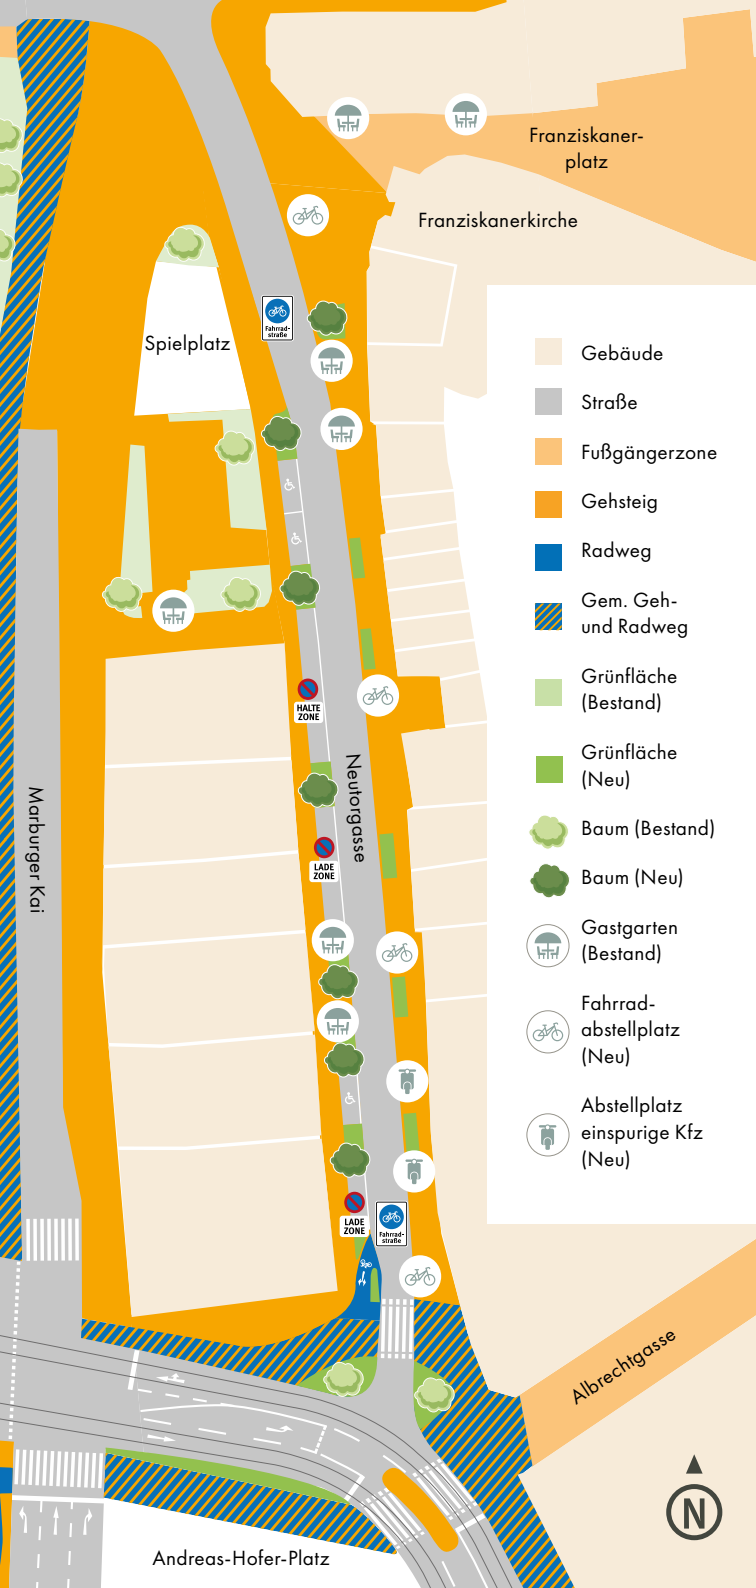 Franziskaner-
platz
Franziskanerkirche
Fahrrad-
straße
Spielplatz
HALTE
ZONE
Neutorgasse
Marburger Kai
LADE
ZONE
LADE
ZONE
Fahrrad-
straße
Albrechtgasse
Andreas-Hofer-Platz
Gebäude
Straße
Fußgängerzone
Gehsteig
Radweg
Gem. Geh-
und Radweg
Grünfläche
(Bestand)
Grünfläche
(Neu)
Baum (Bestand)
Baum (Neu)
Gastgarten
(Bestand)
Fahrrad-
abstellplatz
(Neu)
Abstellplatz
einspurige Kfz
(Neu)
N